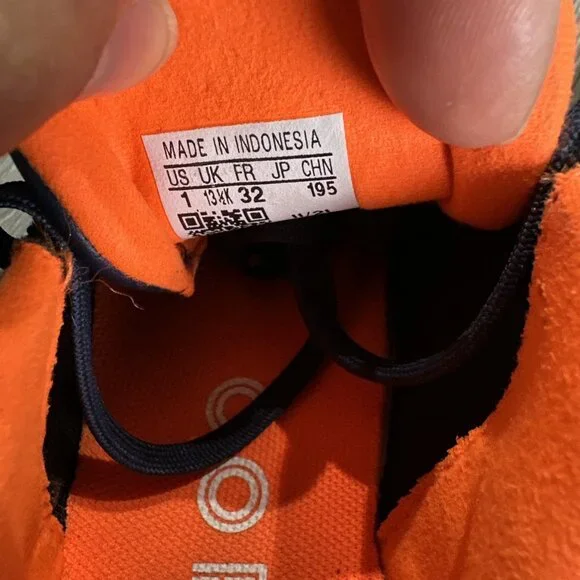 MADE IN INDONESIA
US UK FR JP CHN
1 13½K 32 195